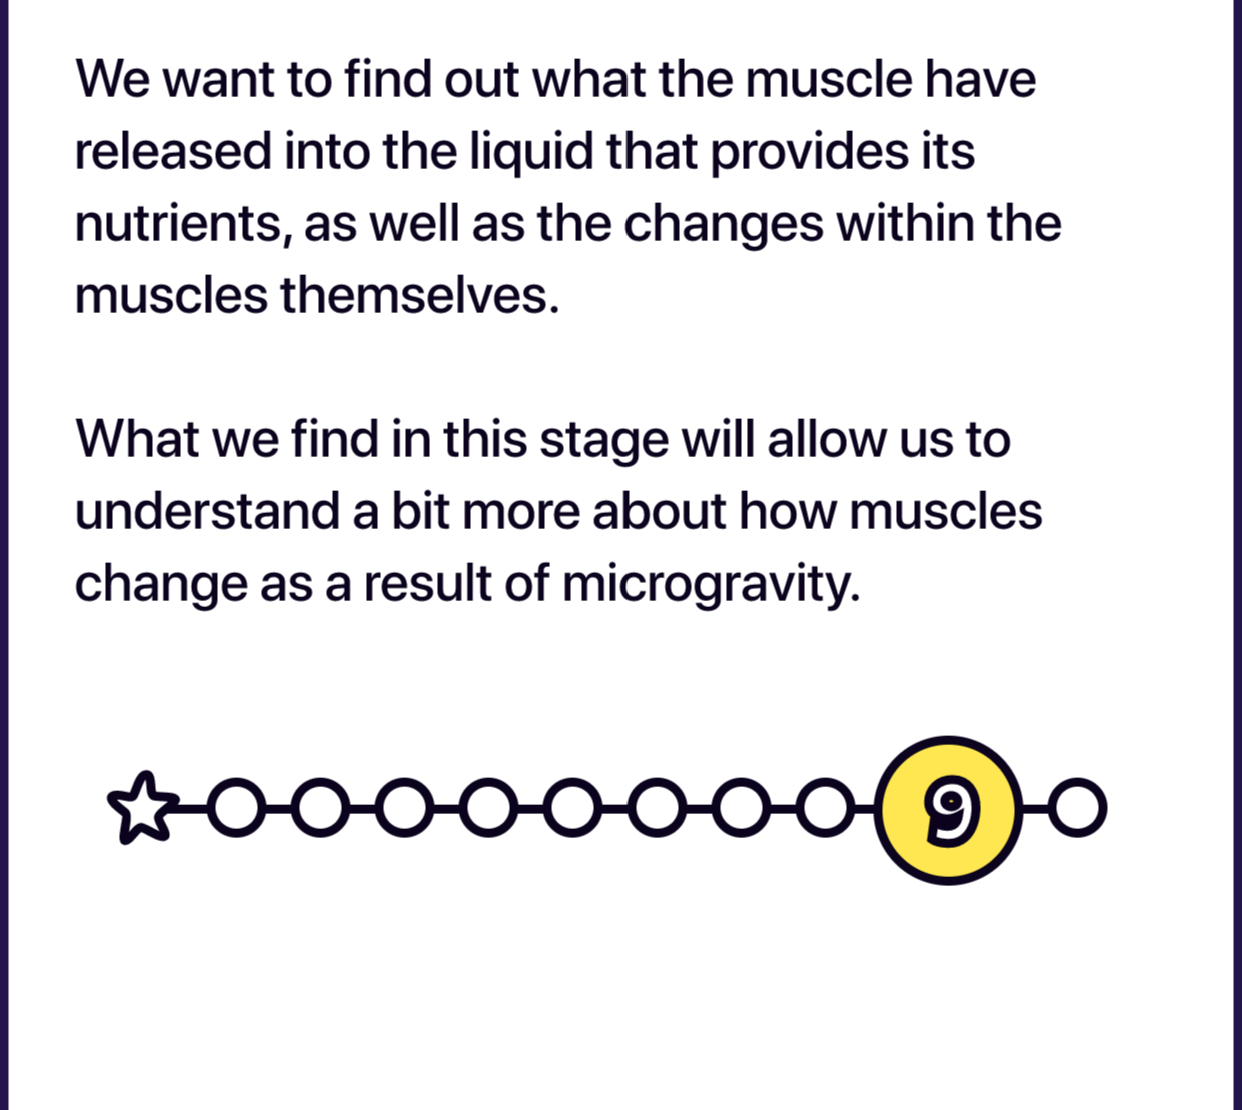 We want to find out what the muscle have
released into the liquid that provides its
nutrients, as well as the changes within the
muscles themselves.
What we find in this stage will allow us to
understand a bit more about how muscles
change as a result of microgravity.
9